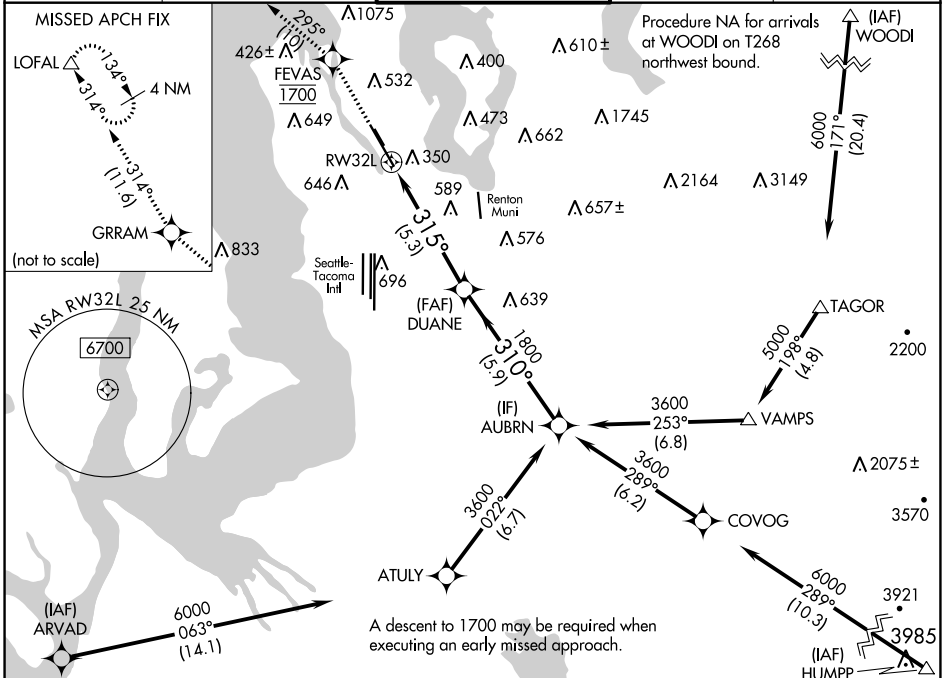 MISSED APCH FIX
LOFAL
134°
4 NM
314°
314°
(11.6)
GRRAM
(not to scale)
833
295°
(10)
1075
426±
FEVAS
1700
532
400
610±
649
473
662
1745
RW32L
350
646
589
Renton
Muni
657±
2164
3149
315°
(5.3)
576
Seattle-
Tacoma
Intl
696
(FAF)
DUANE
639
Procedure NA for arrivals
at WOODI on T268
northwest bound.
(IAF)
WOODI
6000
171°
(20.4)
MSA RW32L 25 NM
6700
1800
310°
(5.9)
TAGOR
5000
198°
(4.8)
2200
(IF)
AUBRN
3600
253°
(6.8)
VAMPS
2075±
3600
289°
(6.2)
COVOG
3570
3600
022°
(6.7)
ATULY
(IAF)
ARVAD
6000
063°
(14.1)
A descent to 1700 may be required when
executing an early missed approach.
6000
289°
(10.3)
3921
3985
(IAF)
HUMPP